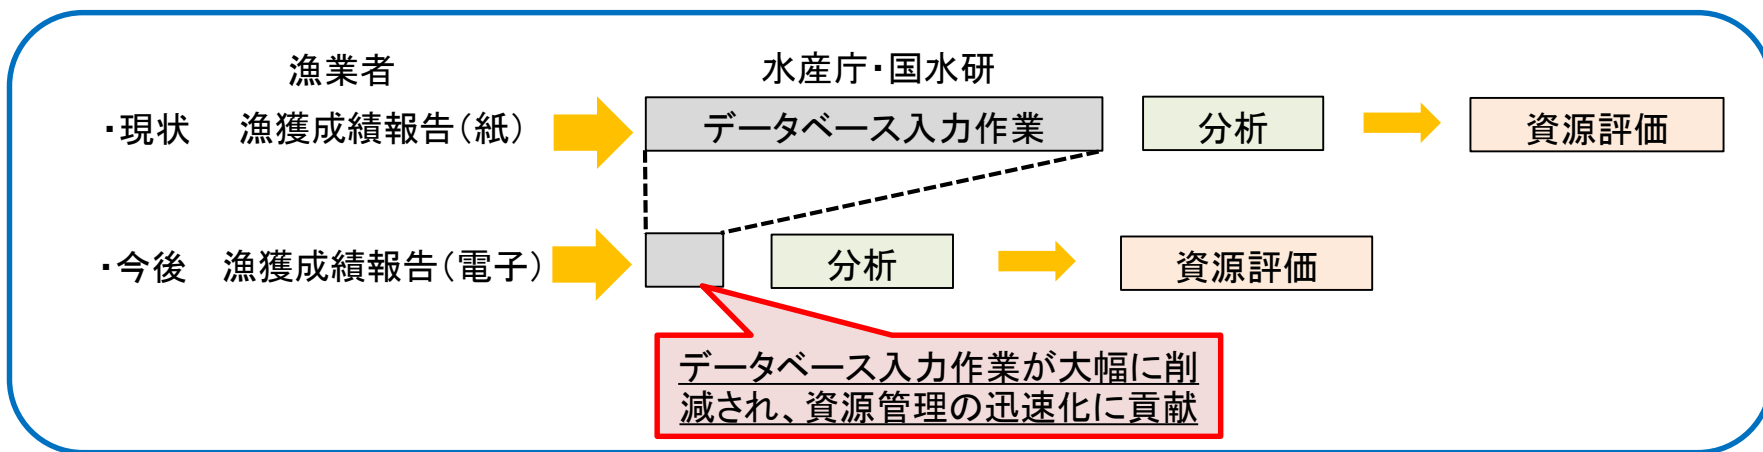 漁業者 水産庁・国水研
・現状 漁獲成績報告(紙) データベース入力作業 分析 資源評価
・今後 漁獲成績報告(電子) 分析 資源評価
データベース入力作業が大幅に削
減され、資源管理の迅速化に貢献